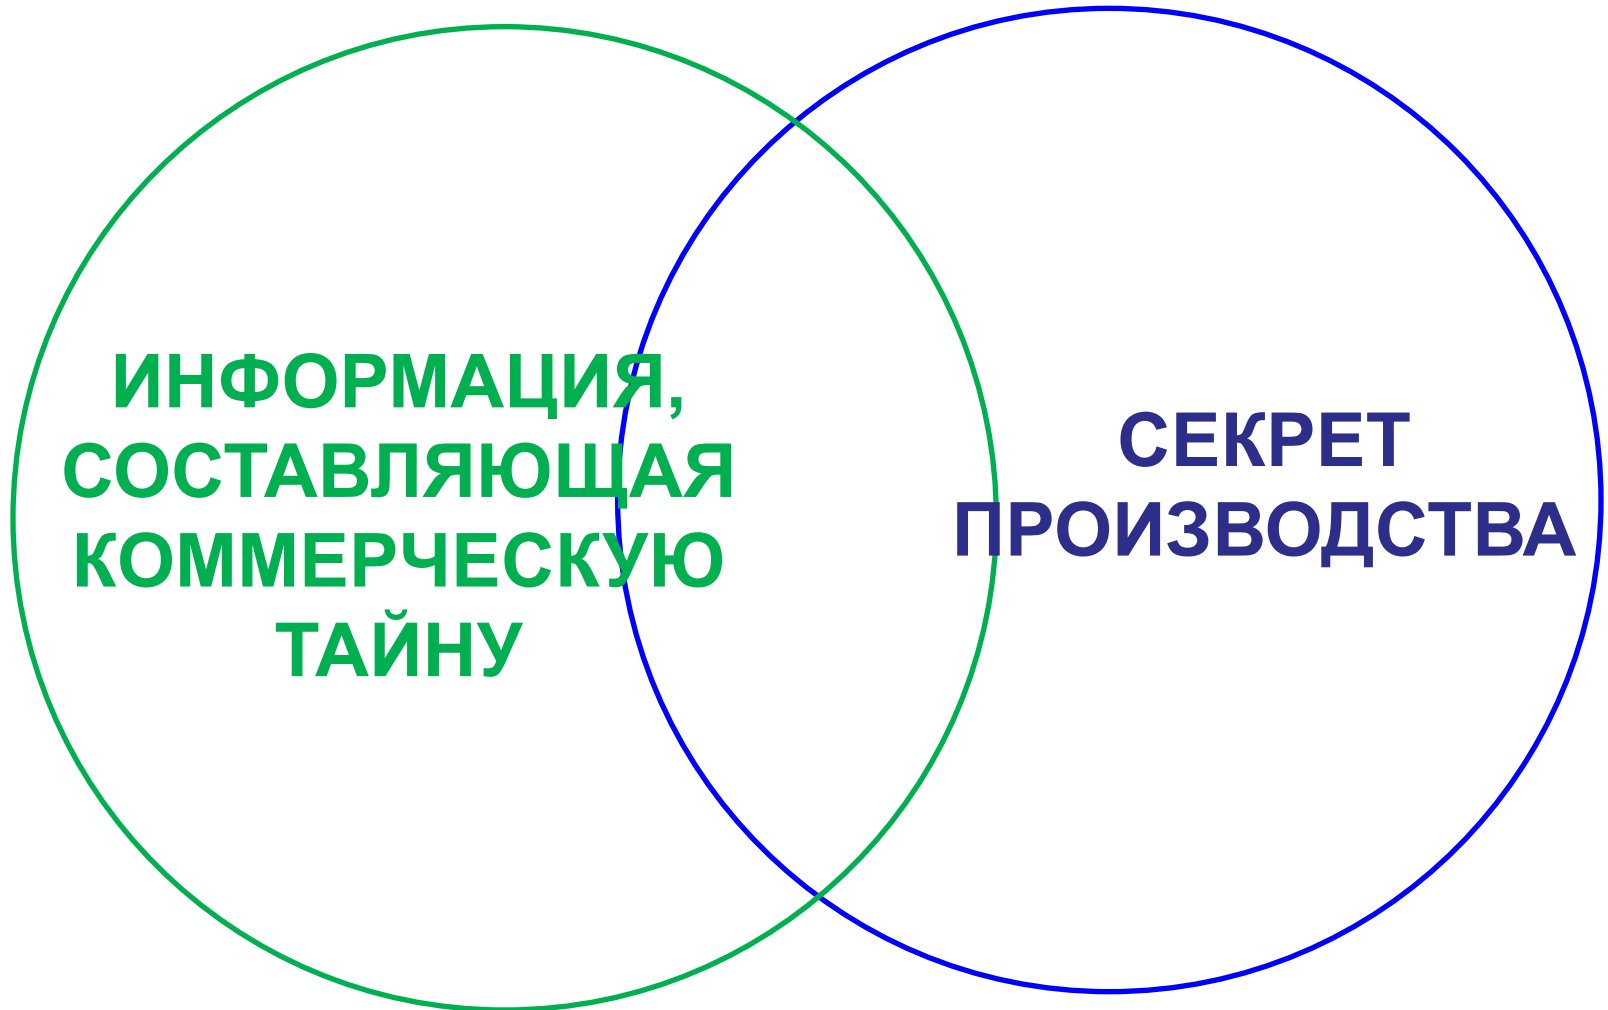 ИНФОРМАЦИЯ,
СОСТАВЛЯЮЩАЯ
КОММЕРЧЕСКУЮ
ТАЙНУ
СЕКРЕТ
ПРОИЗВОДСТВА